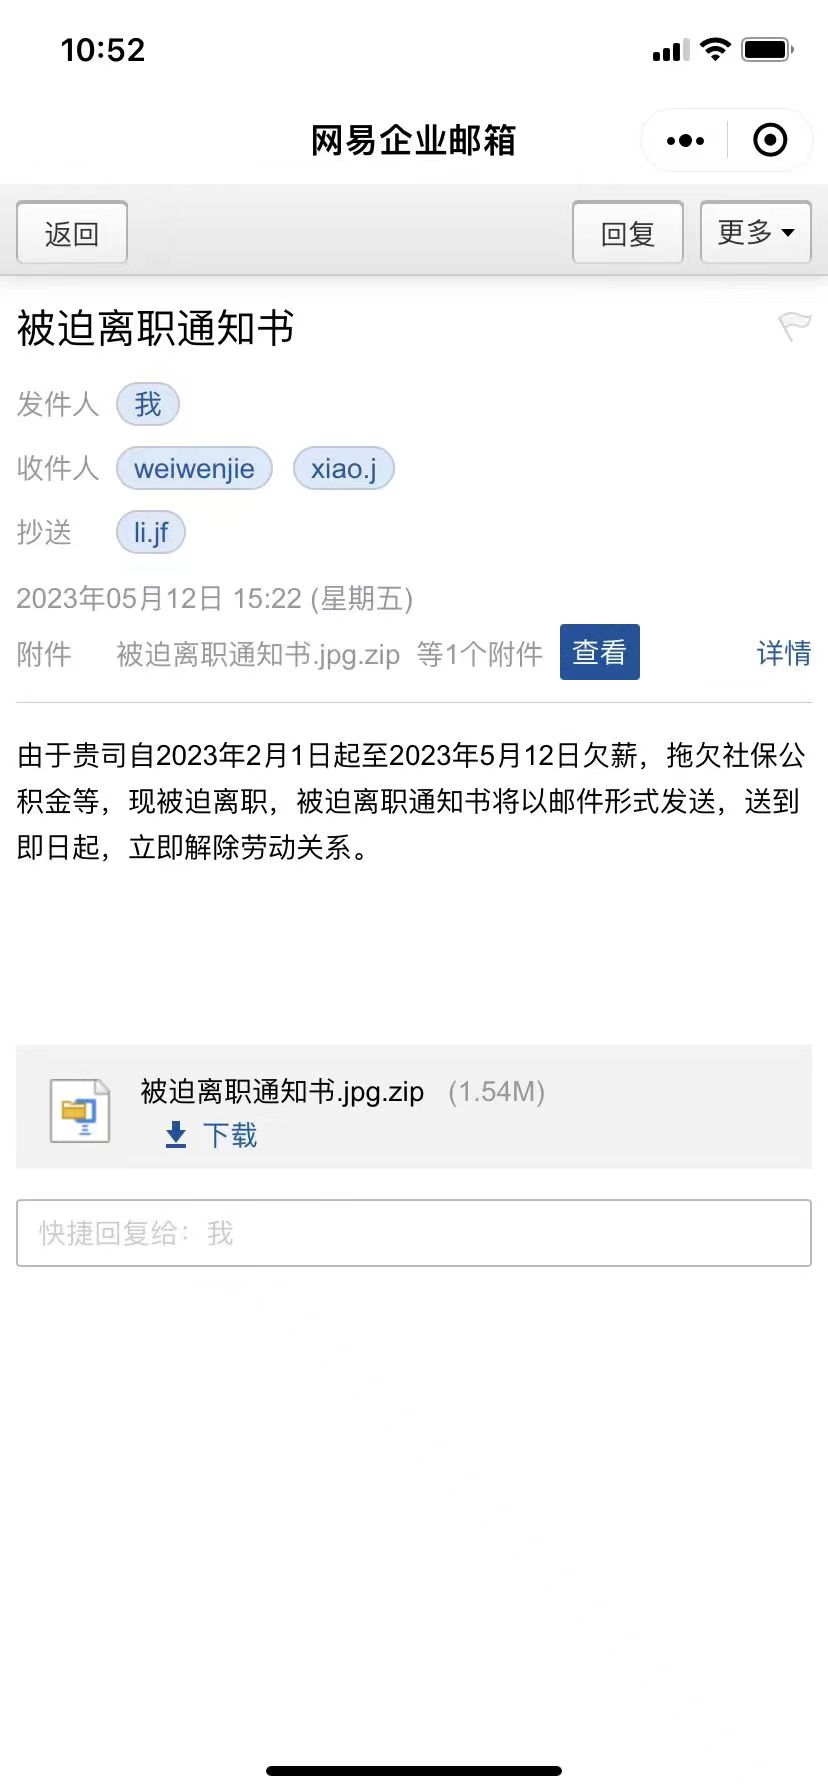 10:52
网易企业邮箱
返回
回复
更多
被迫离职通知书
发件人 我
收件人 weiwenjie xiao.j
抄送 li.jf
2023年05月12日 15:22 (星期五)
附件 被迫离职通知书.jpg.zip 等1个附件 查看 详情
由于贵司自2023年2月1日起至2023年5月12日欠薪，拖欠社保公
积金等，现被迫离职，被迫离职通知书将以邮件形式发送，送到
即日起，立即解除劳动关系。
被迫离职通知书.jpg.zip (1.54M)
下载
快捷回复给：我